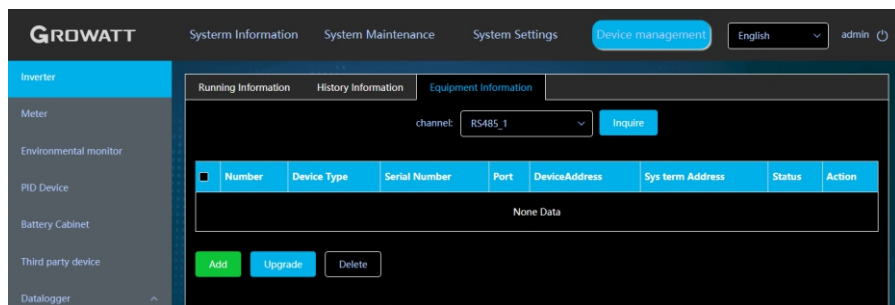 GROWATT
Systerm Information System Maintenance System Settings Device management English admin
Inverter
Meter
Environmental monitor
PID Device
Battery Cabinet
Third party device
Datalogger
Running Information History Information Equipment Information
channel: RS485_1 Inquire
Number Device Type Serial Number Port DeviceAddress Sys term Address Status Action
None Data
Add Upgrade Delete